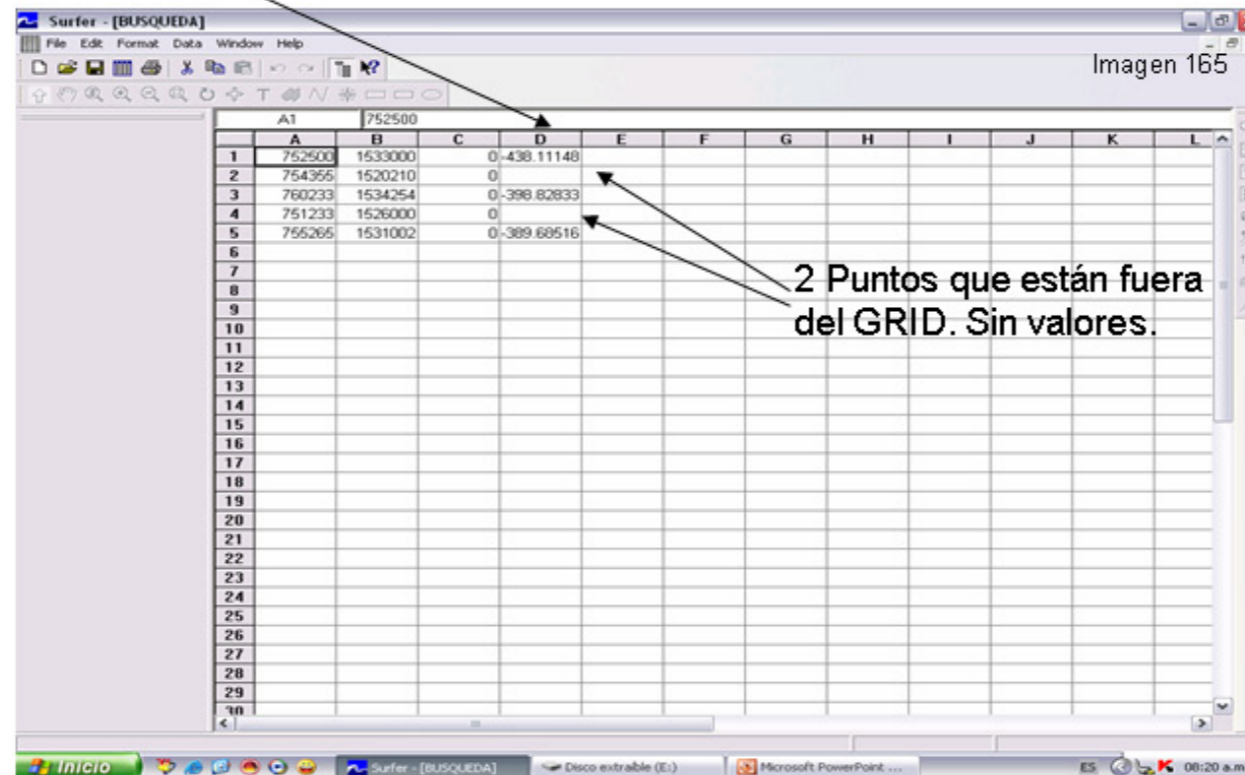 Surfer - [BUSQUEDA]
File Edit Format Data Window Help
Imagen 165
A1 752500
A B C D E F G H I J K L
1 752500 1533000 0 -438.11148
2 754355 1520210 0
3 760233 1534254 0 -398.82833
4 751233 1526000 0
5 755265 1531002 0 -389.68516
6
7
8
9
10
11
12
13
14
15
16
17
18
19
20
21
22
23
24
25
26
27
28
29
30
2 Puntos que están fuera
del GRID. Sin valores.
Inicio Surfer - [BUSQUEDA] Disco extraíble (E:) Microsoft PowerPoint ... ES 08:20 a.m.